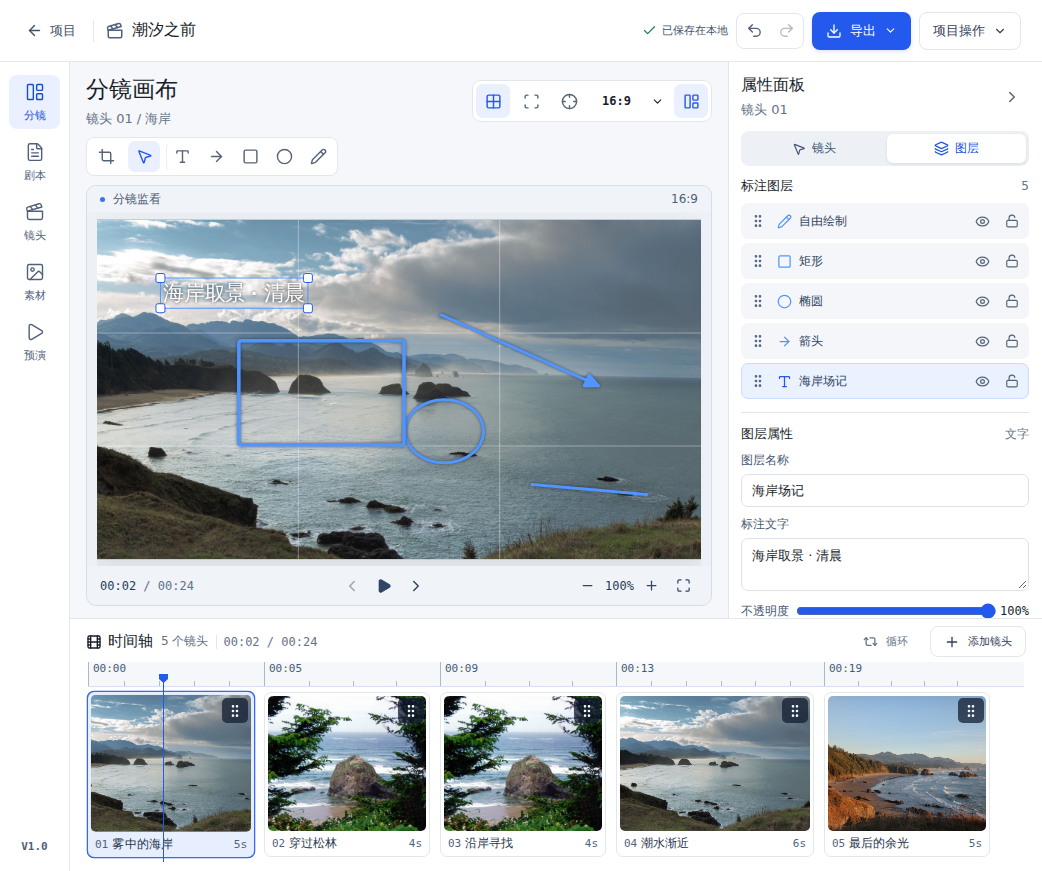 项目
潮汐之前
已保存在本地
导出
项目操作
分镜
剧本
镜头
素材
预演
V1.0
分镜画布
镜头 01 / 海岸
16:9
分镜监看
16:9
海岸取景 · 清晨
00:02 / 00:24
100%
属性面板
镜头 01
镜头
图层
标注图层
5
自由绘制
矩形
椭圆
箭头
海岸场记
图层属性
文字
图层名称
海岸场记
标注文字
海岸取景 · 清晨
不透明度
100%
时间轴
5 个镜头
00:02 / 00:24
循环
添加镜头
00:00
00:05
00:09
00:13
00:19
01 雾中的海岸 5s
02 穿过松林 4s
03 沿岸寻找 4s
04 潮水渐近 6s
05 最后的余光 5s